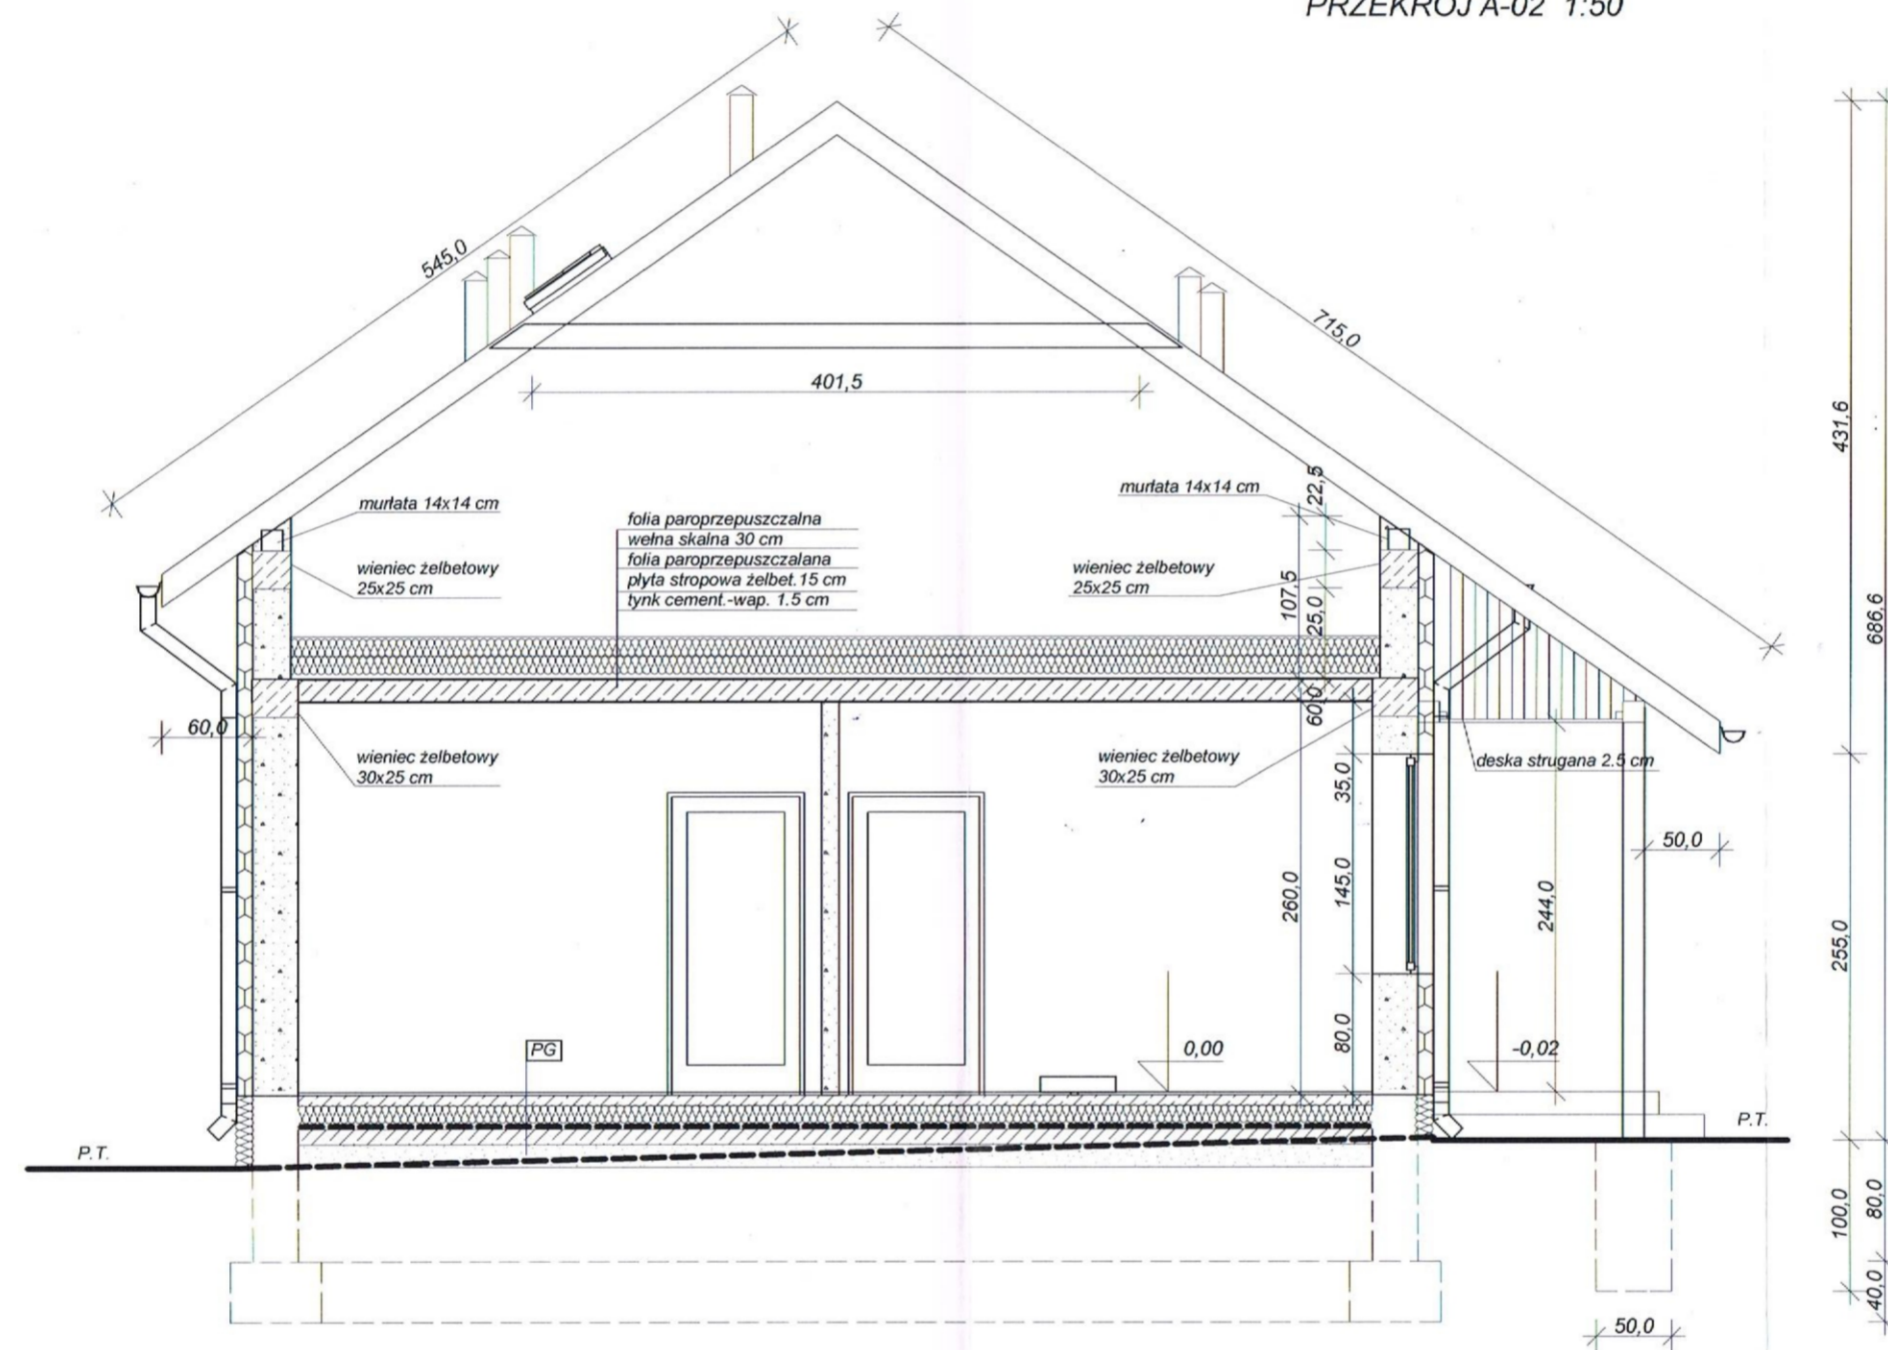 PRZEKRÓJ A-02 1:50
545,0
715,0
401,5
431,6
686,6
22,5
murłata 14x14 cm
murłata 14x14 cm
folia paroprzepuszczalna
wełna skalna 30 cm
folia paroprzepuszczalana
płyta stropowa żelbet.15 cm
tynk cement.-wap. 1.5 cm
wieniec żelbetowy
25x25 cm
wieniec żelbetowy
25x25 cm
107,5
25,0
60,0
60,0
wieniec żelbetowy
30x25 cm
wieniec żelbetowy
30x25 cm
deska strugana 2.5 cm
35,0
50,0
260,0
145,0
244,0
255,0
PG
0,00
80,0
-0,02
P.T.
P.T.
100,0
80,0
40,0
50,0